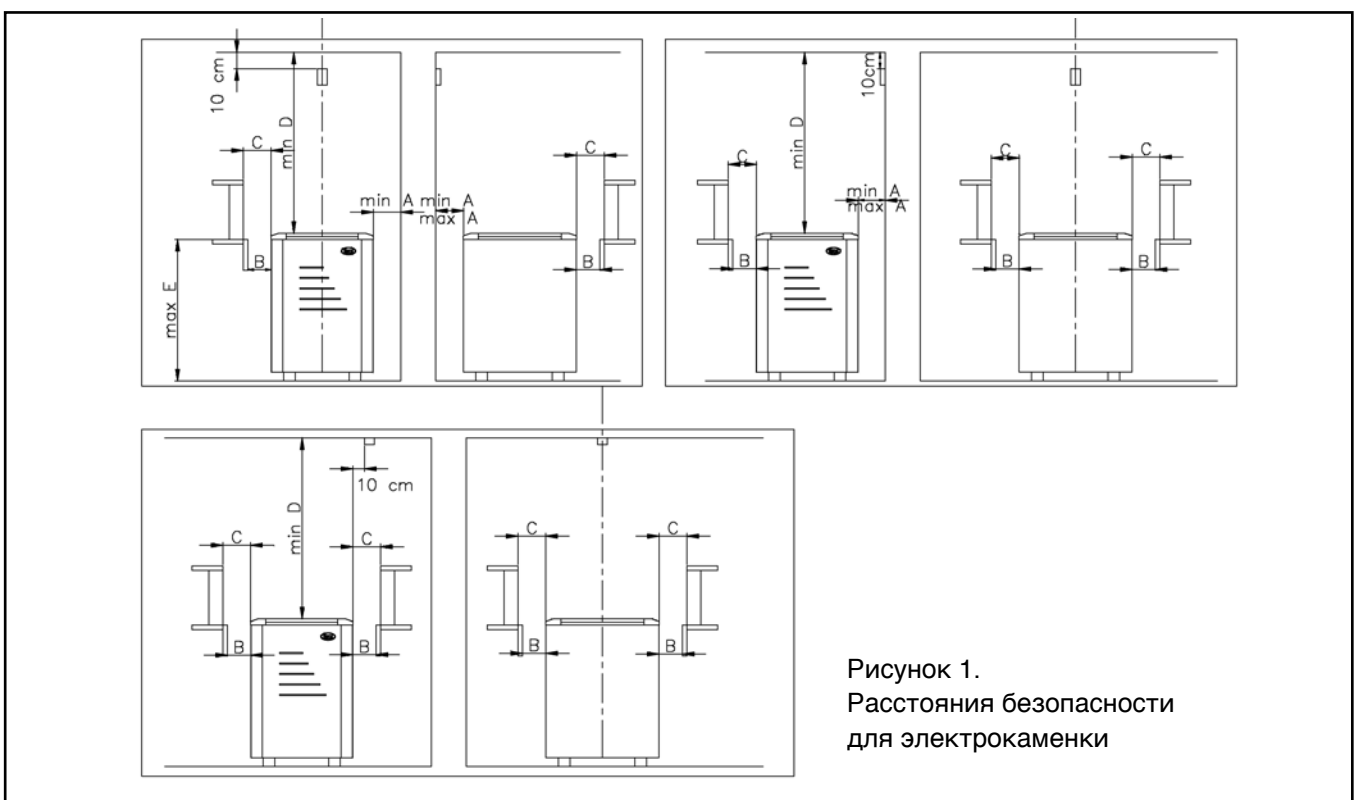 10 cm
min D
C
min A
B
max E
min A
max A
C
B
10cm
min D
C
min A
max A
B
C
B
C
B
min D
10 cm
C
B
C
B
C
B
C
B
Рисунок 1.
Расстояния безопасности
для электрокаменки